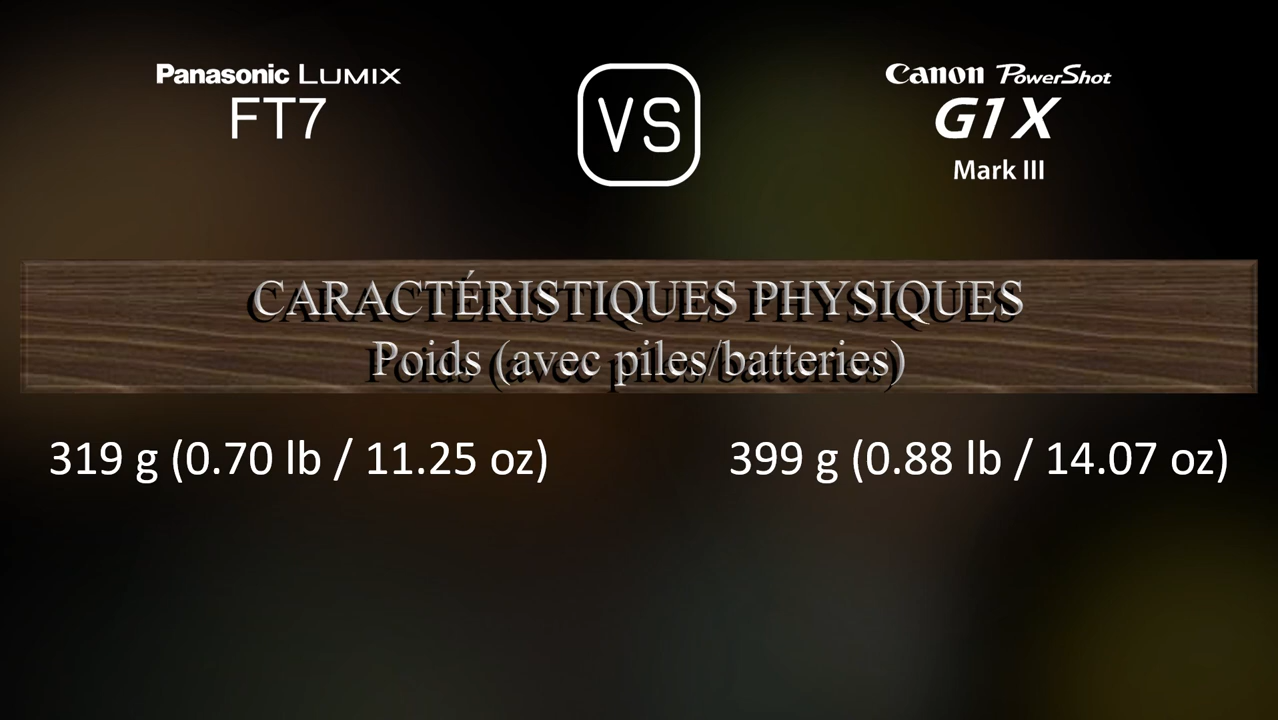 Panasonic LUMIX
FT7
VS
Canon PowerShot
G1 X
Mark III
CARACTÉRISTIQUES PHYSIQUES
Poids (avec piles/batteries)
319 g (0.70 lb / 11.25 oz)
399 g (0.88 lb / 14.07 oz)